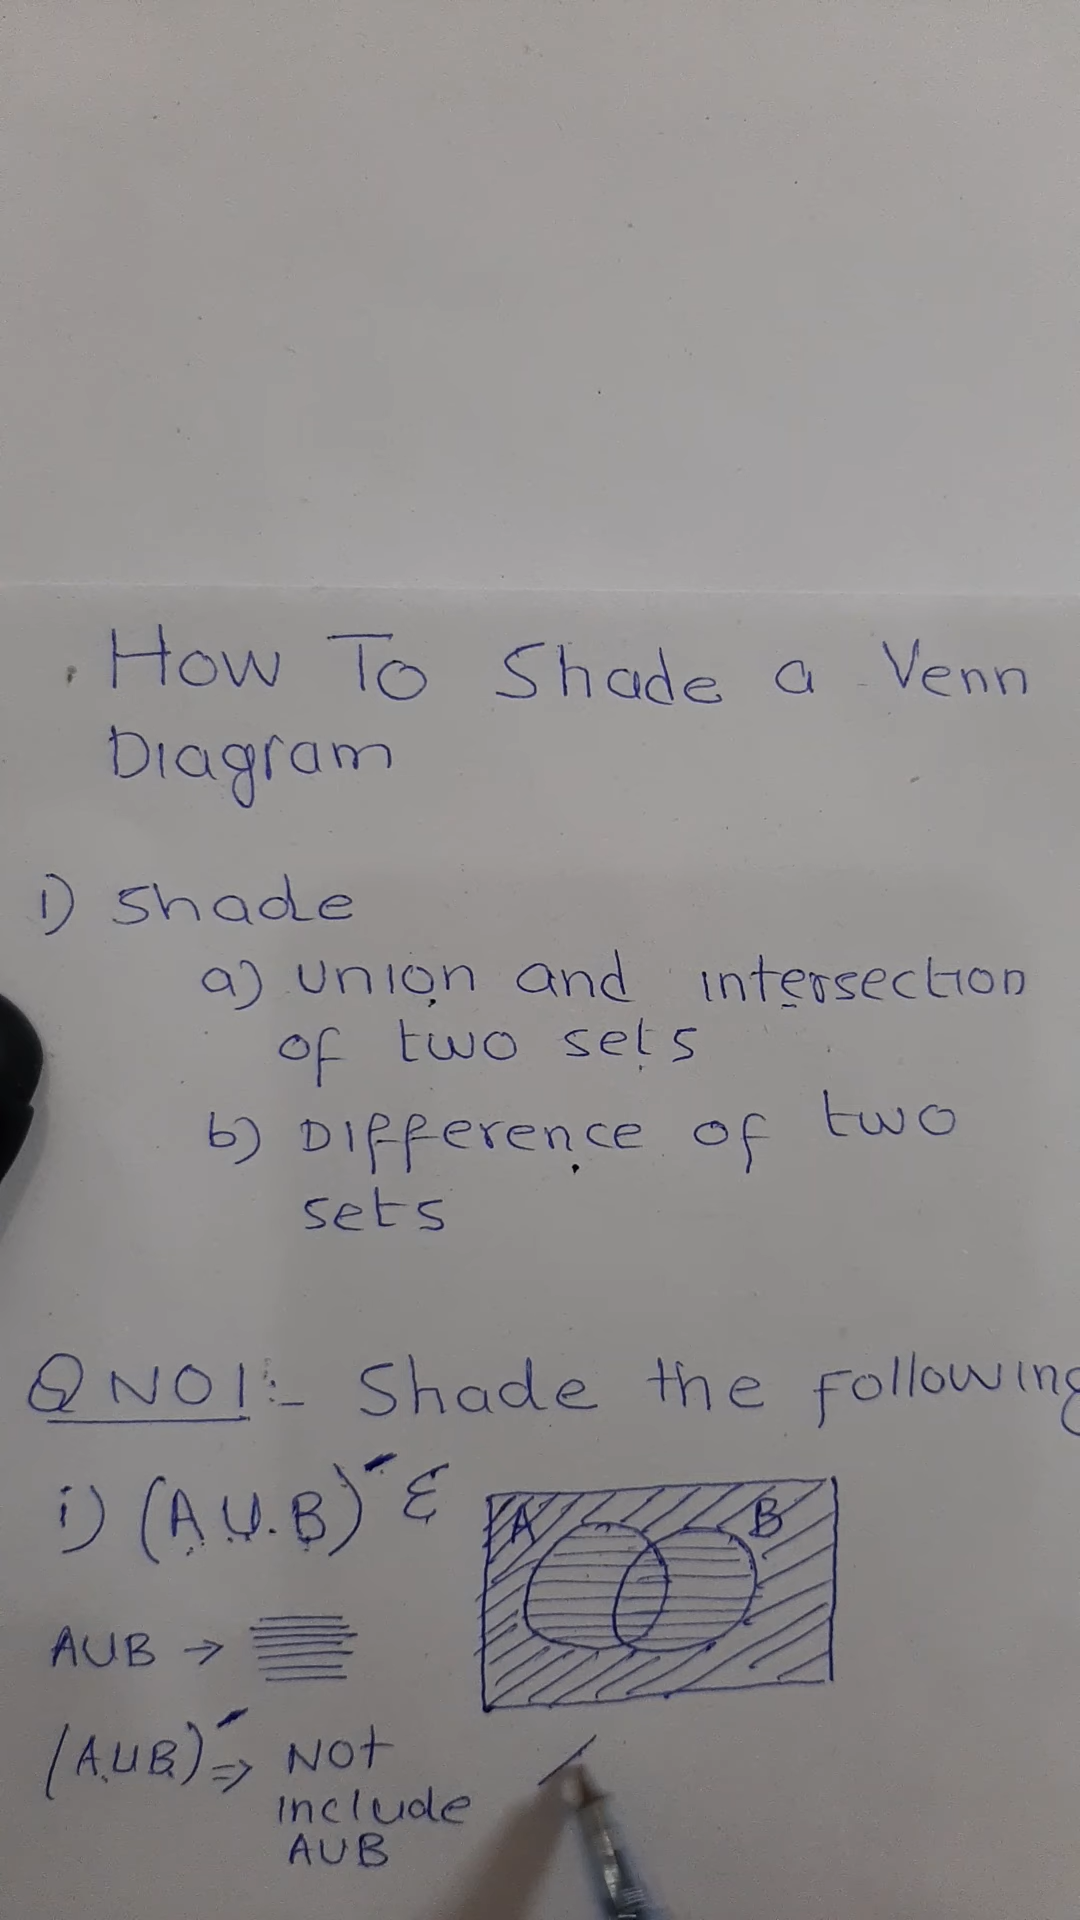 How To Shade a Venn
Diagram
1) Shade
a) union and intersection
of two sets
b) Difference of two
sets
Q NO1:- Shade the following
i) (A∪B)′ ξ
A B
A∪B →
(A∪B)′ ⇒ Not
include
A∪B